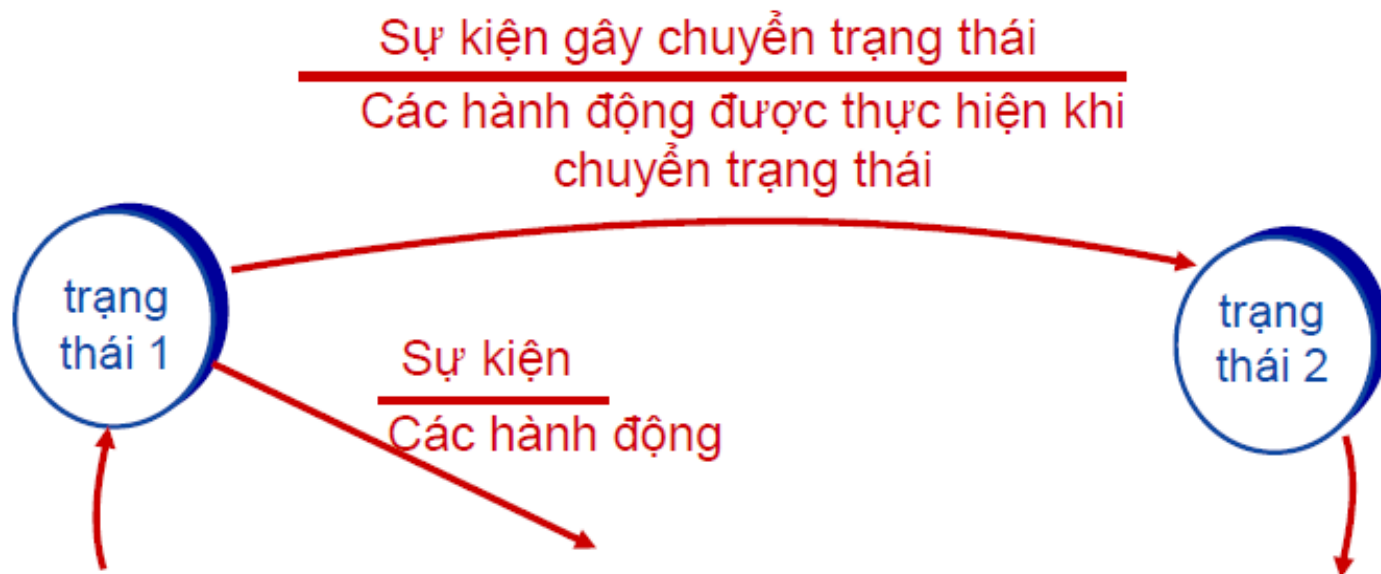 Sự kiện gây chuyển trạng thái
Các hành động được thực hiện khi
chuyển trạng thái
trạng
thái 1
Sự kiện
Các hành động
trạng
thái 2